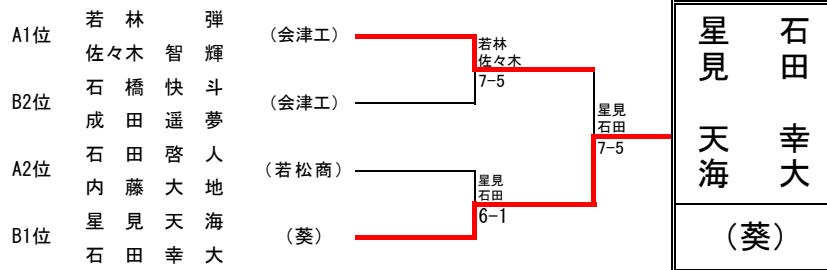 A1位
若林 弾
佐々木 智輝
(会津工)
B2位
石橋快斗
成田遥夢
(会津工)
A2位
石田啓人
内藤大地
(若松商)
B1位
星見天海
石田幸大
(葵)
若林
佐々木
7-5
星見
石田
6-1
星見
石田
7-5
石田 幸大
星見 天海
(葵)